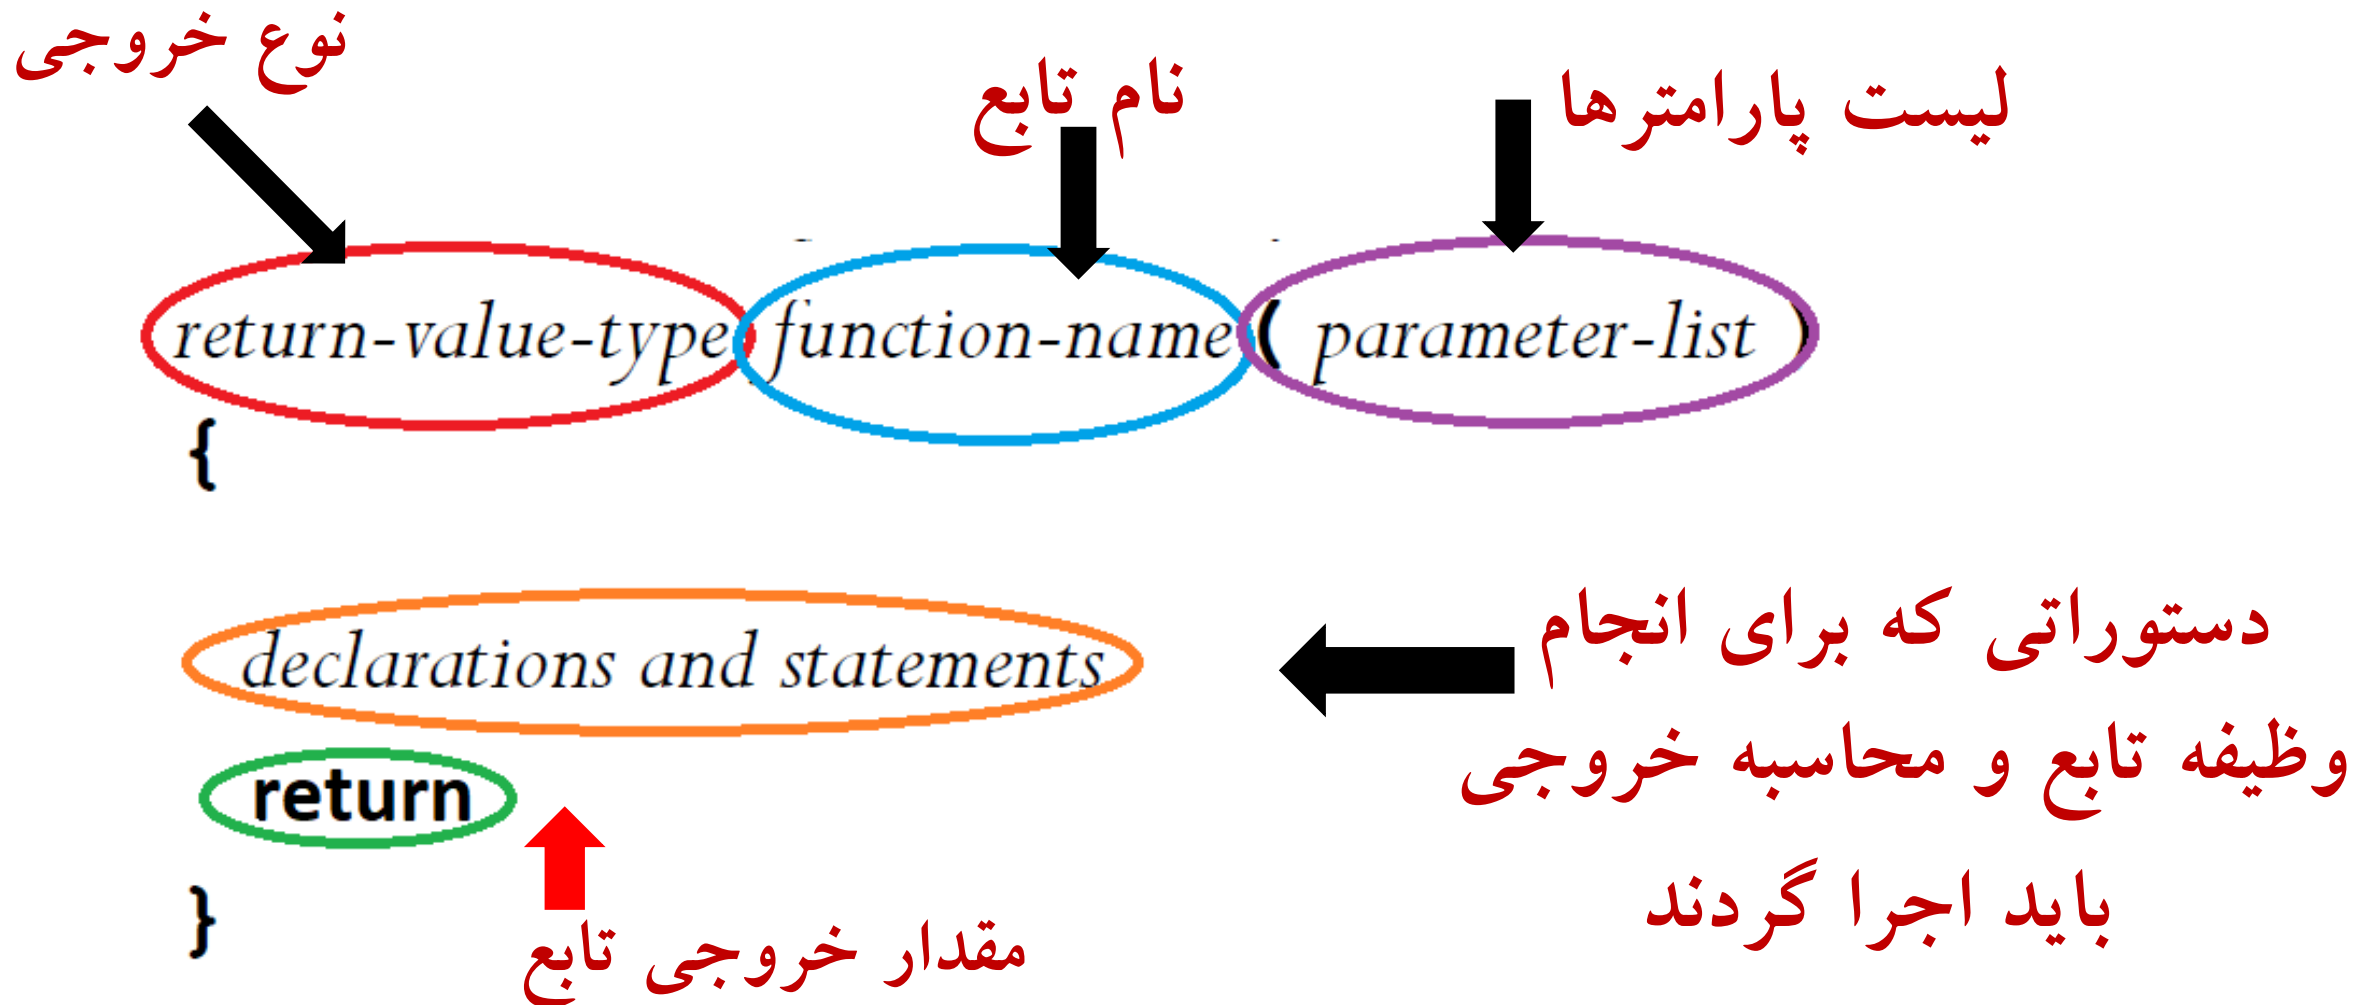 نوع خروجی
نام تابع
لیست پارامترها
return-value-type function-name ( parameter-list )
{
declarations and statements
دستوراتی که برای انجام
وظیفه تابع و محاسبه خروجی
باید اجرا گردند
return
}
مقدار خروجی تابع